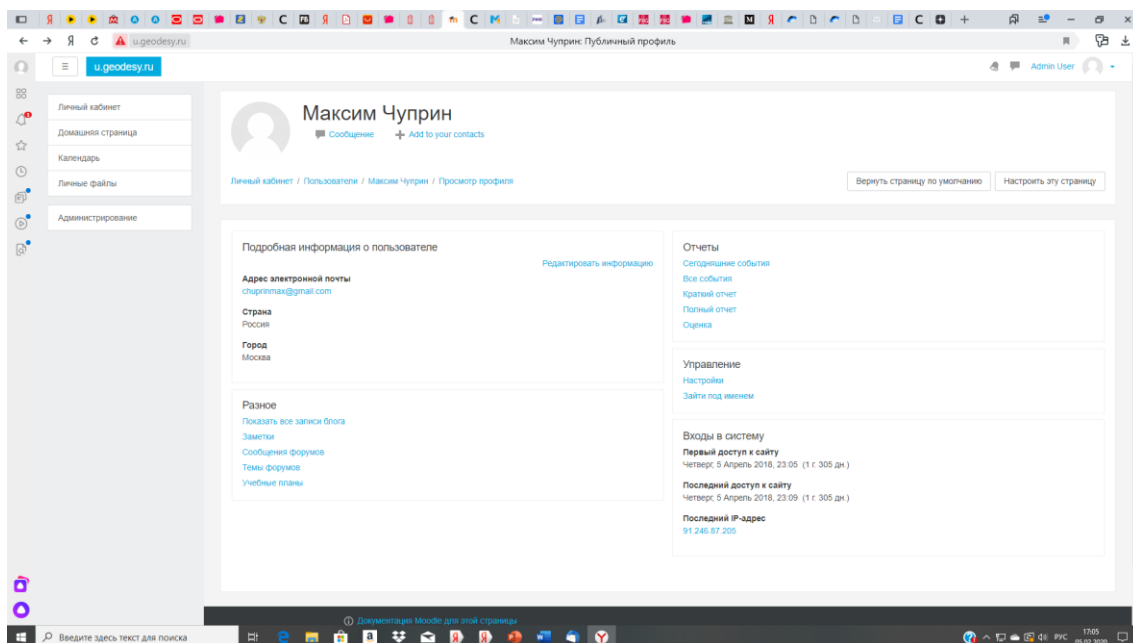 u.geodesy.ru
Максим Чуприн: Публичный профиль
u.geodesy.ru
Admin User
Личный кабинет
Домашняя страница
Календарь
Личные файлы
Администрирование
Максим Чуприн
Сообщение
Add to your contacts
Личный кабинет / Пользователи / Максим Чуприн / Просмотр профиля
Вернуть страницу по умолчанию
Настроить эту страницу
Подробная информация о пользователе
Редактировать информацию
Адрес электронной почты
chuprinmax@gmail.com
Страна
Россия
Город
Москва
Разное
Показать все записи блога
Заметки
Сообщения форумов
Темы форумов
Учебные планы
Отчеты
Сегодняшние события
Все события
Краткий отчет
Полный отчет
Оценка
Управление
Настройки
Зайти под именем
Входы в систему
Первый доступ к сайту
Четверг, 5 Апрель 2018, 23:05 (1 г. 305 дн.)
Последний доступ к сайту
Четверг, 5 Апрель 2018, 23:09 (1 г. 305 дн.)
Последний IP-адрес
91.246.87.205
Документация Moodle для этой страницы
Введите здесь текст для поиска
РУС
17:05
05.02.2020